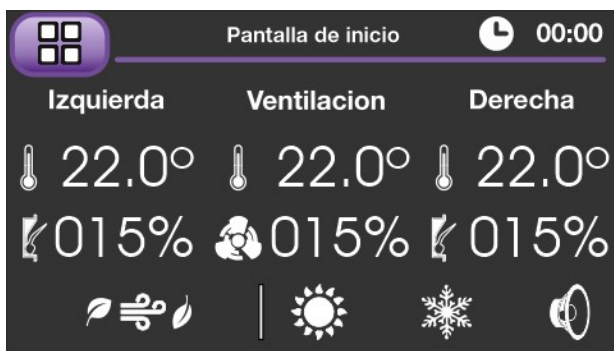 Pantalla de inicio 00:00
Izquierda Ventilacion Derecha
22.0° 22.0° 22.0°
015% 015% 015%